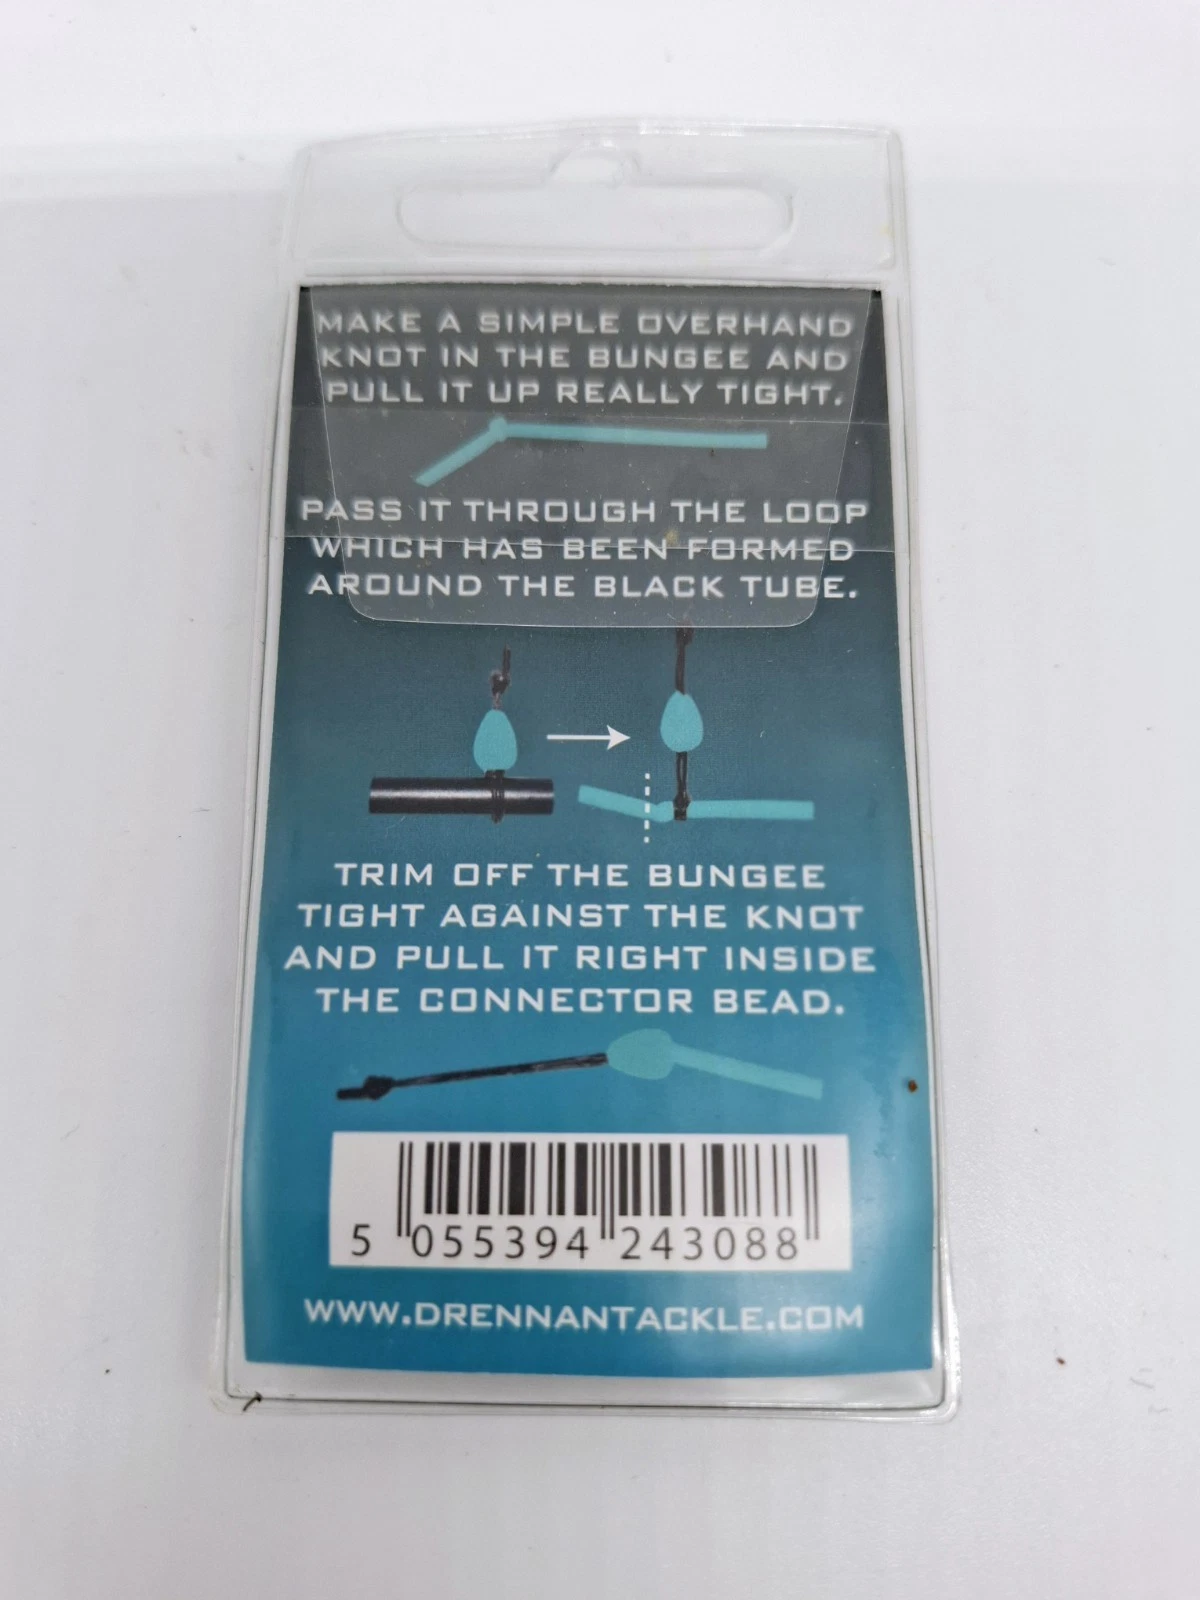 MAKE A SIMPLE OVERHAND
KNOT IN THE BUNGEE AND
PULL IT UP REALLY TIGHT.
PASS IT THROUGH THE LOOP
WHICH HAS BEEN FORMED
AROUND THE BLACK TUBE.
TRIM OFF THE BUNGEE
TIGHT AGAINST THE KNOT
AND PULL IT RIGHT INSIDE
THE CONNECTOR BEAD.
5 055394 243088
WWW.DRENNANTACKLE.COM